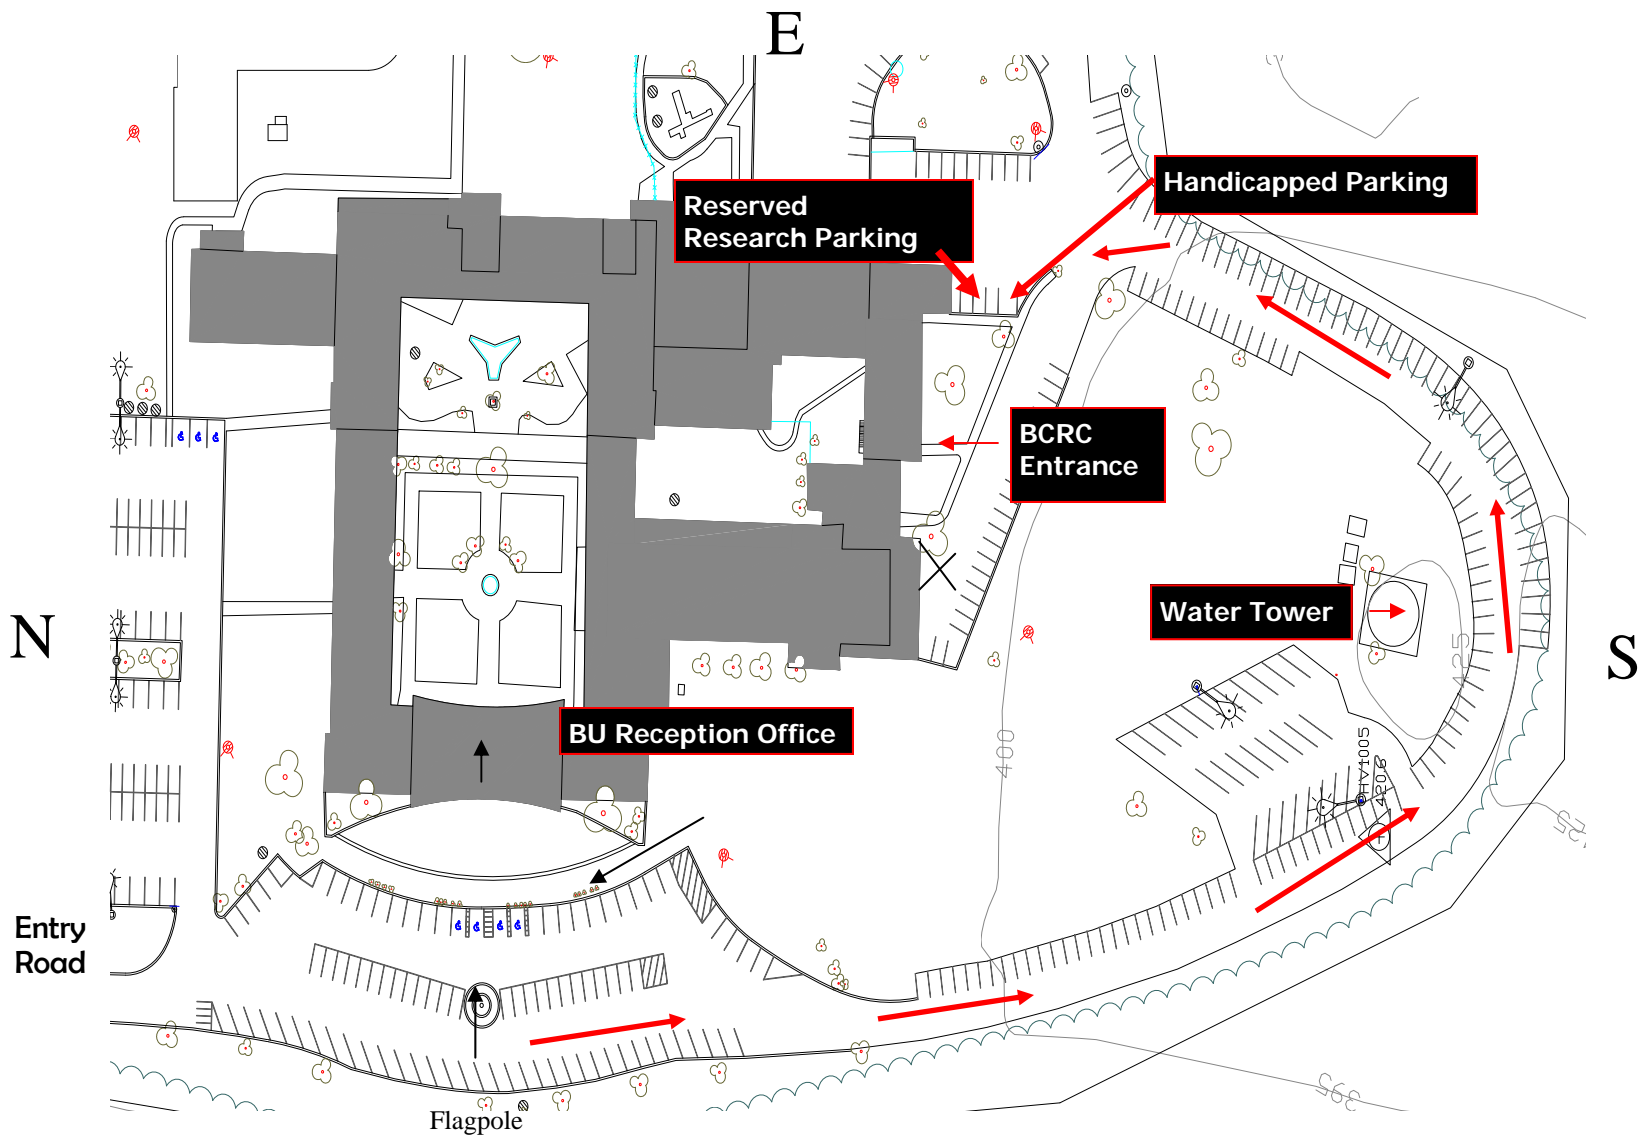 E
Handicapped Parking
Reserved
Research Parking
BCRC
Entrance
Water Tower
N
S
425
BU Reception Office
400
HV1005
420.6
Entry
Road
395
Flagpole